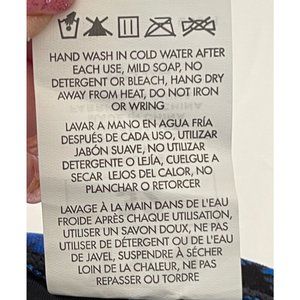 HAND WASH IN COLD WATER AFTER
EACH USE, MILD SOAP, NO
DETERGENT OR BLEACH, HANG DRY
AWAY FROM HEAT, DO NOT IRON
OR WRING
LAVAR A MANO EN AGUA FRÍA
DESPUÉS DE CADA USO, UTILIZAR
JABÓN SUAVE, NO UTILIZAR
DETERGENTE O LEJÍA, CUELGUE A
SECAR LEJOS DEL CALOR, NO
PLANCHAR O RETORCER
LAVAGE À LA MAIN DANS DE L'EAU
FROIDE APRÈS CHAQUE UTILISATION,
UTILISER UN SAVON DOUX, NE PAS
UTILISER DE DÉTERGENT OU DE L'EAU
DE JAVEL, SUSPENDRE À SÉCHER
LOIN DE LA CHALEUR, NE PAS
REPASSER OU TORDRE